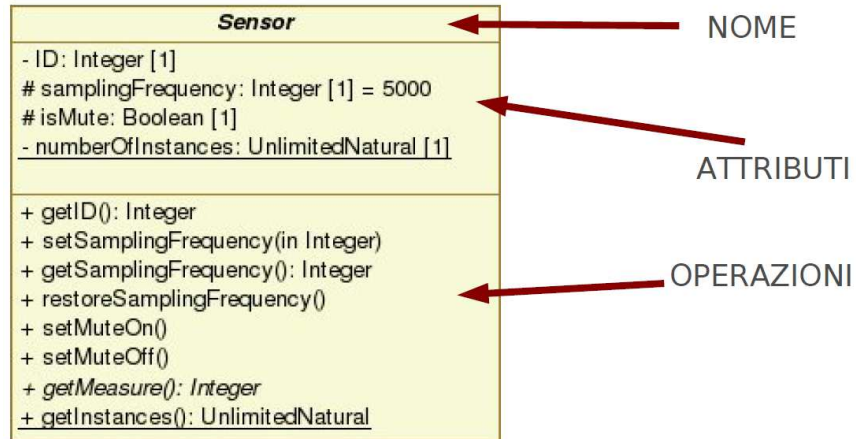 Sensor
NOME
- ID: Integer [1]
# samplingFrequency: Integer [1] = 5000
# isMute: Boolean [1]
- numberOfInstances: UnlimitedNatural [1]
ATTRIBUTI
+ getID(): Integer
+ setSamplingFrequency(in Integer)
+ getSamplingFrequency(): Integer
+ restoreSamplingFrequency()
+ setMuteOn()
+ setMuteOff()
+ getMeasure(): Integer
+ getInstances(): UnlimitedNatural
OPERAZIONI